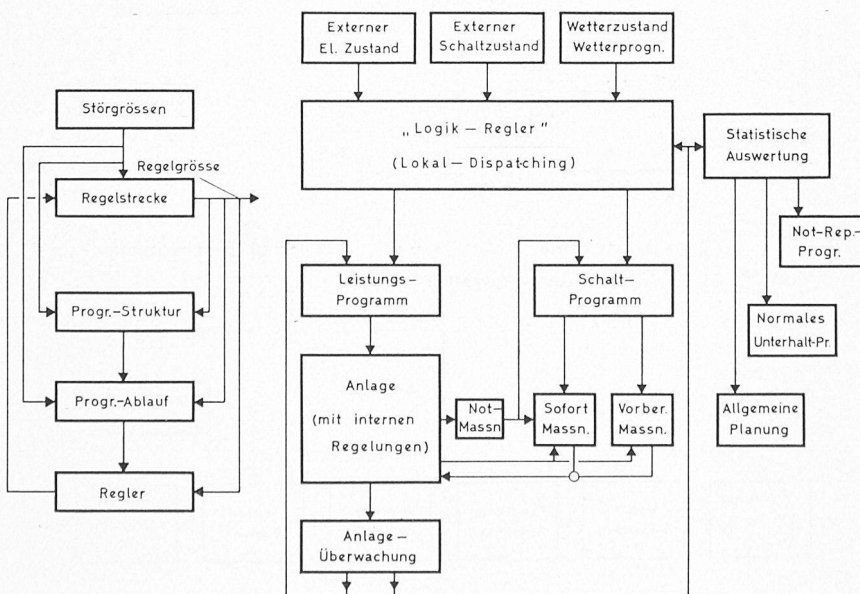 Externer
El. Zustand
Externer
Schaltzustand
Wetterzustand
Wetterprogn.
Störgrössen
Regelgrösse
Regelstrecke
Progr.-Struktur
Progr.-Ablauf
Regler
„Logik – Regler"
(Lokal – Dispatching)
Statistische
Auswertung
Not-Rep.-
Progr.
Normales
Unterhalt-Pr.
Allgemeine
Planung
Leistungs-
Programm
Schalt-
Programm
Anlage
(mit internen
Regelungen)
Not-
Massn.
Sofort
Massn.
Vorber.
Massn.
Anlage –
Überwachung